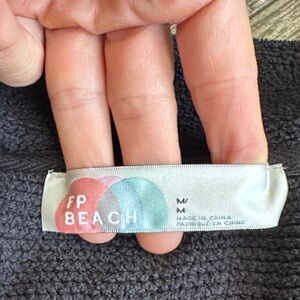 FP
BEACH
M/
M
MADE IN CHINA
FABRIQUÉ EN CHINE